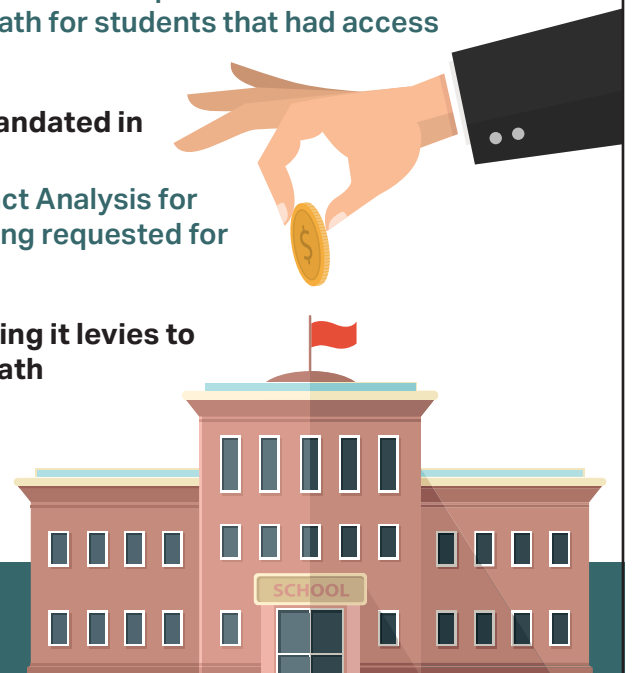 ath for students that had access
andated in
ct Analysis for
ng requested for
ing it levies to
ath
$
SCHOOL